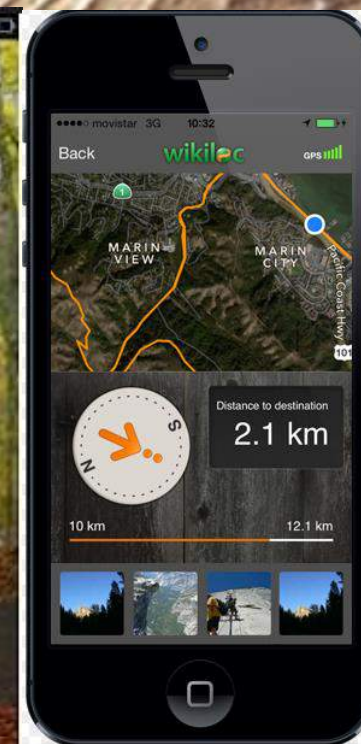 movistar 3G 10:32
Back wikiloc GPS
1
MARIN VIEW
MARIN CITY
Pacific Coast Hwy
101
S
N
Distance to destination
2.1 km
10 km 12.1 km